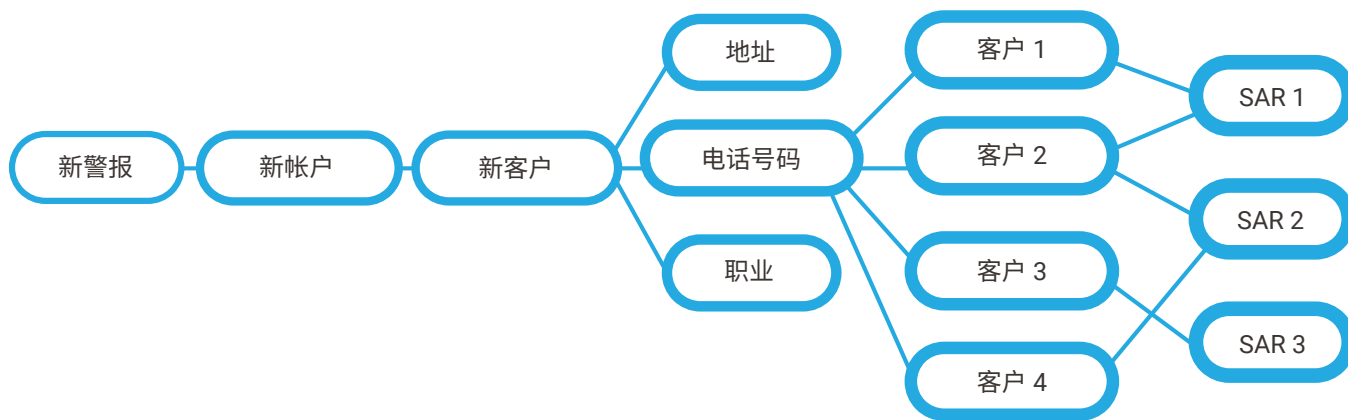 新警报
新帐户
新客户
地址
电话号码
职业
客户 1
客户 2
客户 3
客户 4
SAR 1
SAR 2
SAR 3